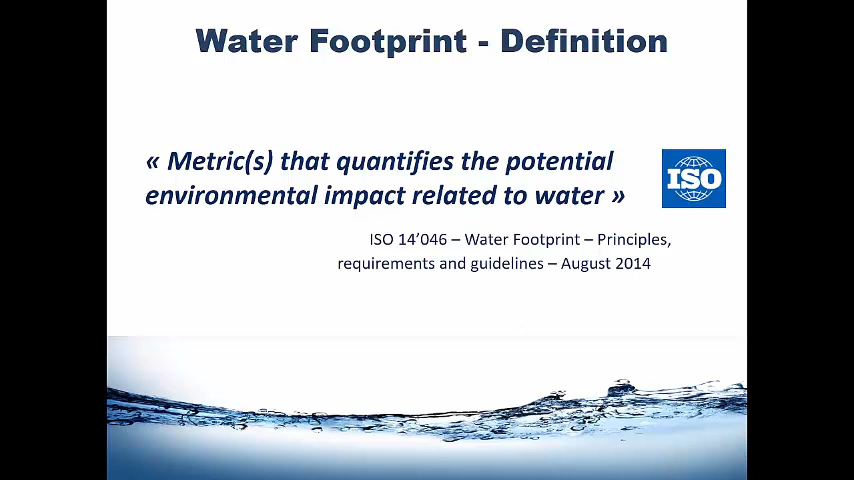 Water Footprint - Definition
« Metric(s) that quantifies the potential
environmental impact related to water »
ISO
ISO 14’046 – Water Footprint – Principles,
requirements and guidelines – August 2014